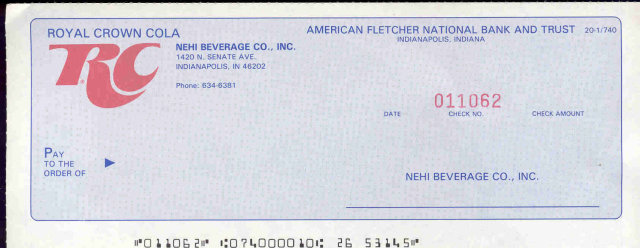 ROYAL CROWN COLA
RC
NEHI BEVERAGE CO., INC.
1420 N. SENATE AVE.
INDIANAPOLIS, IN 46202
Phone: 634-6381
AMERICAN FLETCHER NATIONAL BANK AND TRUST 20-1/740
INDIANAPOLIS, INDIANA
011062
DATE CHECK NO. CHECK AMOUNT
PAY
TO THE
ORDER OF
NEHI BEVERAGE CO., INC.
⑈011062⑈ ⑆074000010⑆ 26 53145⑈